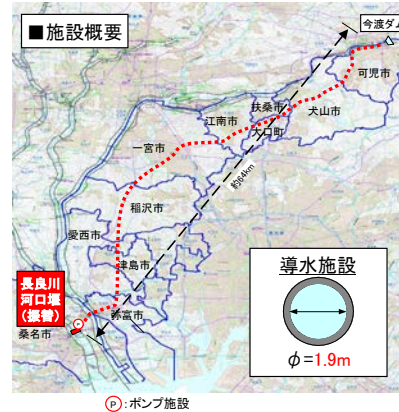 ■施設概要
今渡ダム
可児市
扶桑市
犬山市
江南市
大口町
一宮市
約64km
稲沢市
愛西市
津島市
長良川
河口堰
(振替)
弥富市
桑名市
P
導水施設
φ=1.9m
P:ポンプ施設